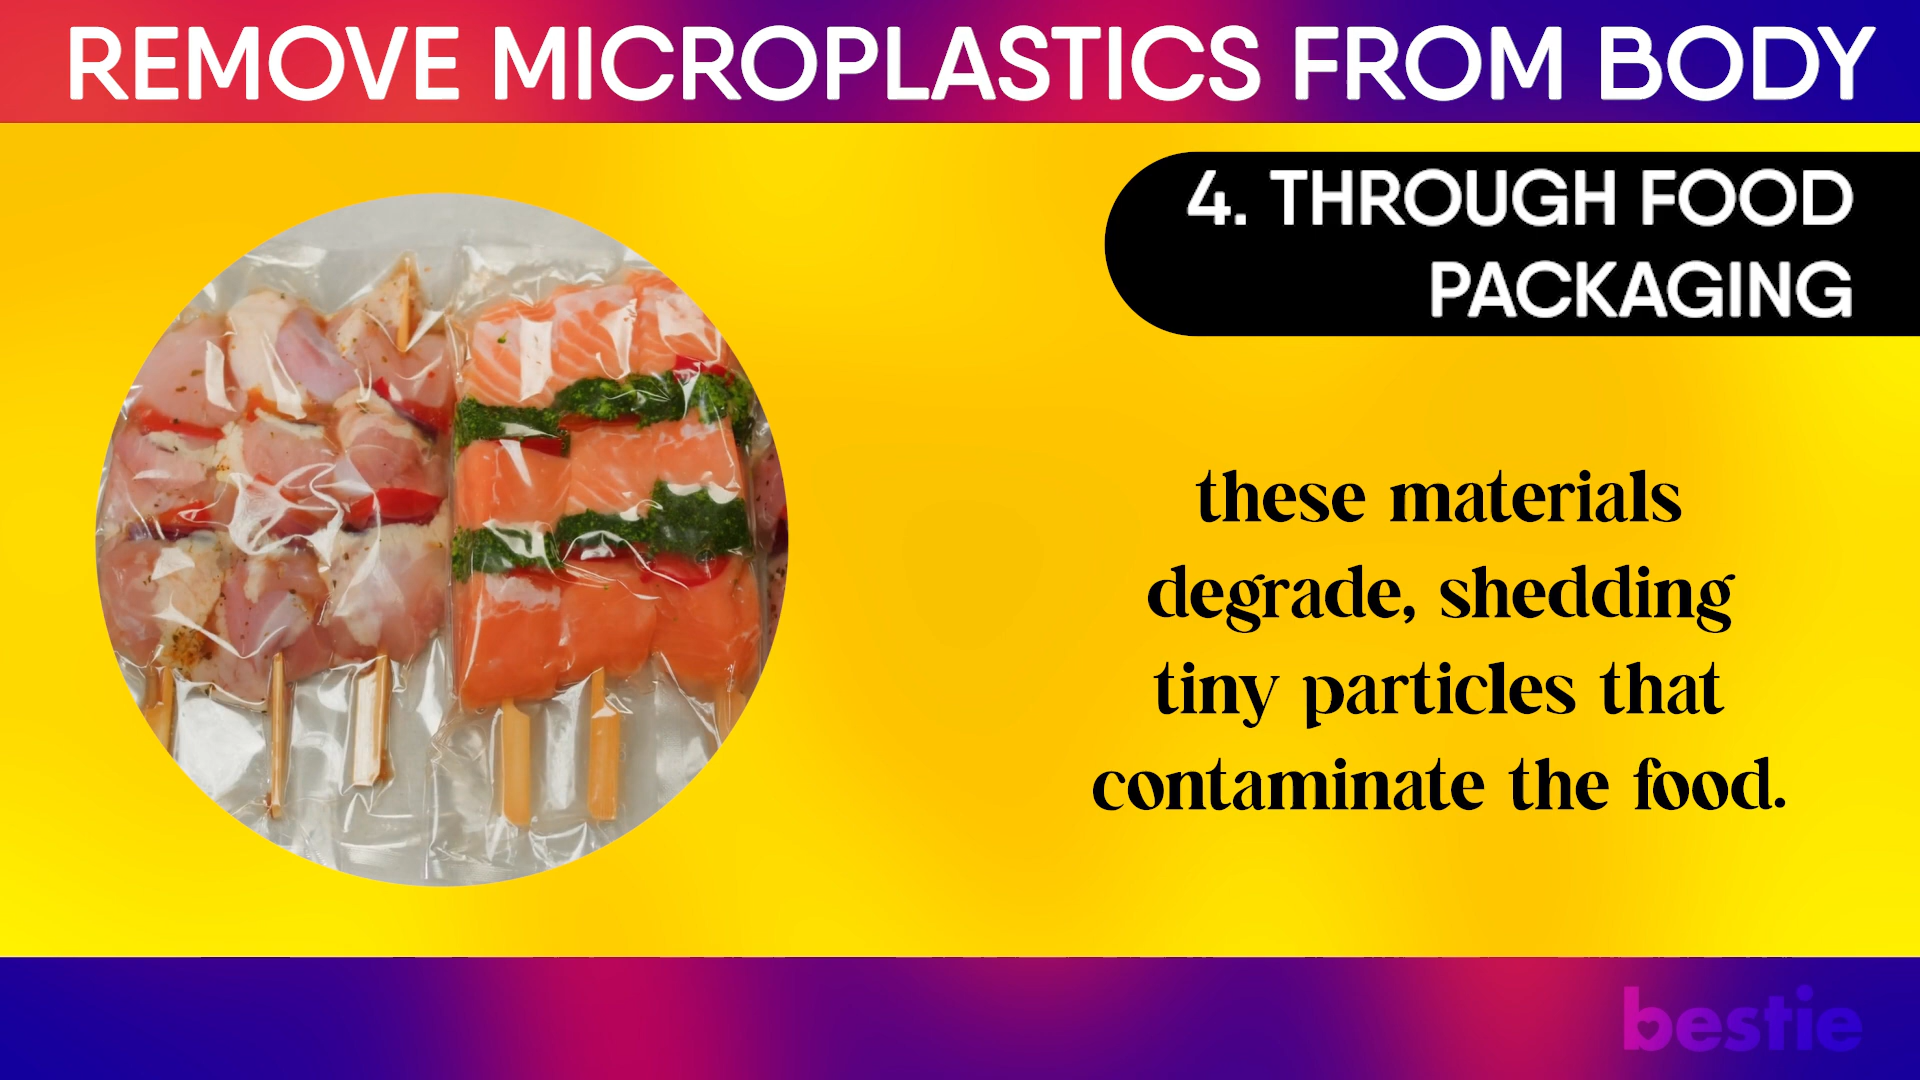 REMOVE MICROPLASTICS FROM BODY
4. THROUGH FOOD
PACKAGING
these materials
degrade, shedding
tiny particles that
contaminate the food.
bestie